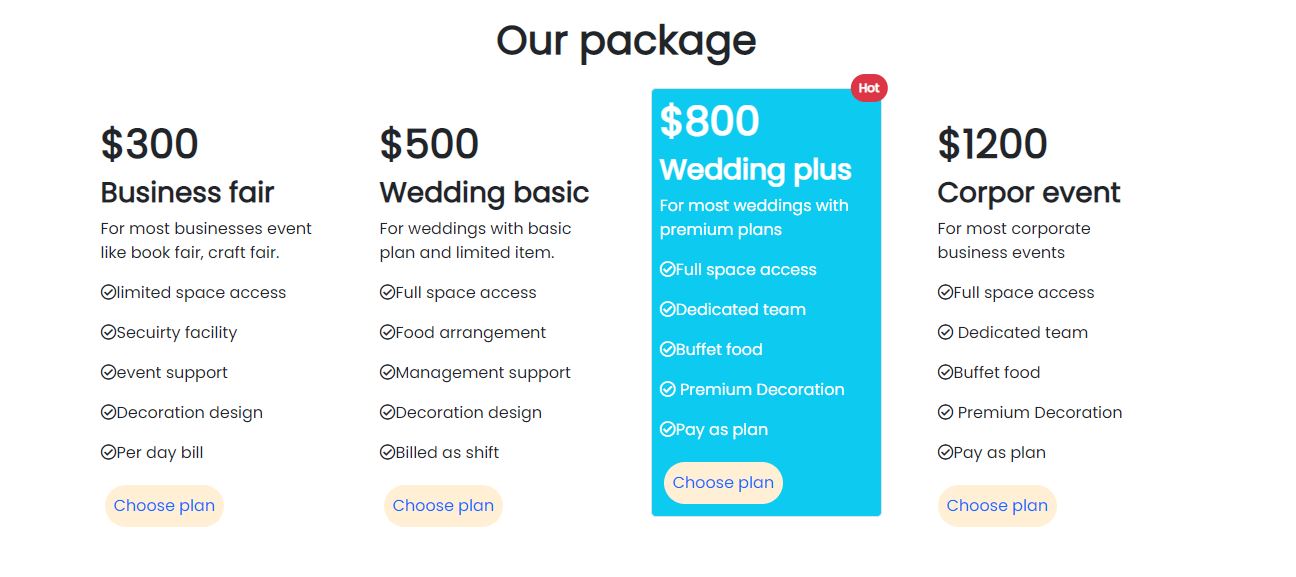 Our package
$300
Business fair
For most businesses event
like book fair, craft fair.
limited space access
Secuirty facility
event support
Decoration design
Per day bill
Choose plan
$500
Wedding basic
For weddings with basic
plan and limited item.
Full space access
Food arrangement
Management support
Decoration design
Billed as shift
Choose plan
Hot
$800
Wedding plus
For most weddings with
premium plans
Full space access
Dedicated team
Buffet food
Premium Decoration
Pay as plan
Choose plan
$1200
Corpor event
For most corporate
business events
Full space access
Dedicated team
Buffet food
Premium Decoration
Pay as plan
Choose plan